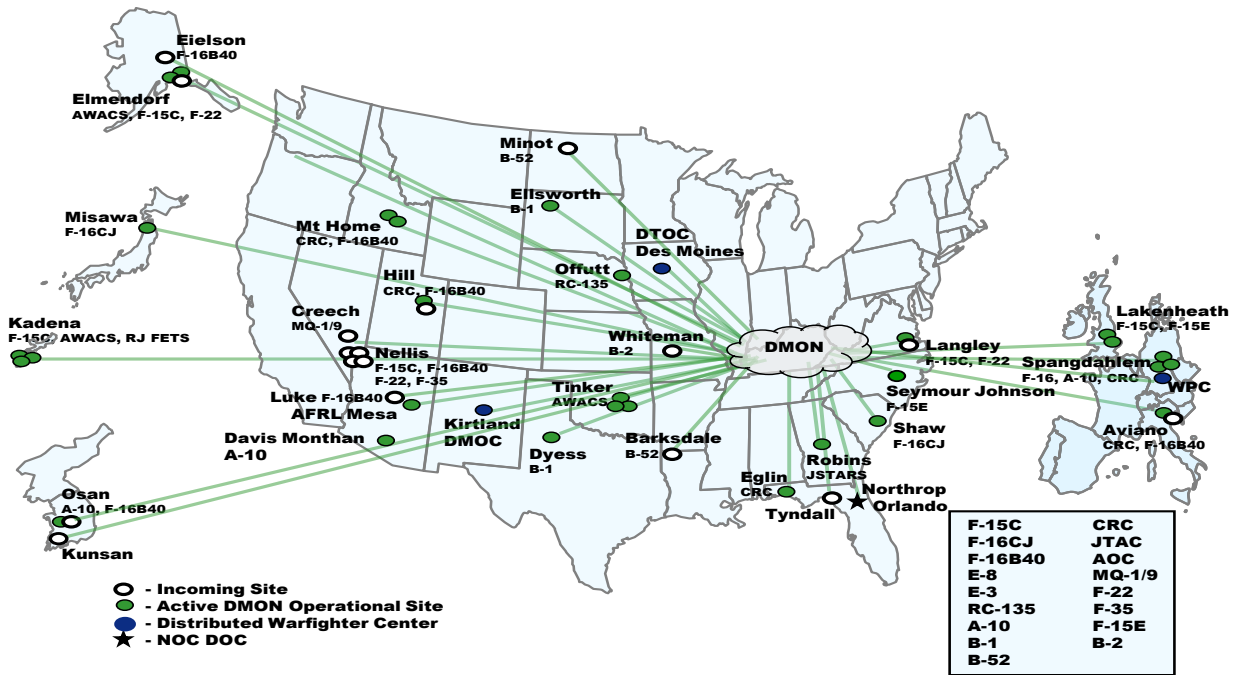 Eielson
F-16B40
Elmendorf
AWACS, F-15C, F-22
Minot
B-52
Ellsworth
B-1
Misawa
F-16CJ
Mt Home
CRC, F-16B40
DTOC
Des Moines
Offutt
RC-135
Hill
CRC, F-16B40
Creech
MQ-1/9
Kadena
F-15C, AWACS, RJ FETS
Whiteman
B-2
DMON
Nellis
F-15C, F-16B40
F-22, F-35
Langley
F-15C, F-22
Lakenheath
F-15C, F-15E
Spangdahlem
F-16, A-10, CRC
WPC
Luke F-16B40
AFRL Mesa
Tinker
AWACS
Seymour Johnson
F-15E
Kirtland
DMOC
Shaw
F-16CJ
Aviano
CRC, F-16B40
Davis Monthan
A-10
Dyess
B-1
Barksdale
B-52
Robins
JSTARS
Eglin
CRC
Northrop
Orlando
Tyndall
Osan
A-10, F-16B40
Kunsan
- Incoming Site
- Active DMON Operational Site
- Distributed Warfighter Center
- NOC DOC
F-15C CRC
F-16CJ JTAC
F-16B40 AOC
E-8 MQ-1/9
E-3 F-22
RC-135 F-35
A-10 F-15E
B-1 B-2
B-52